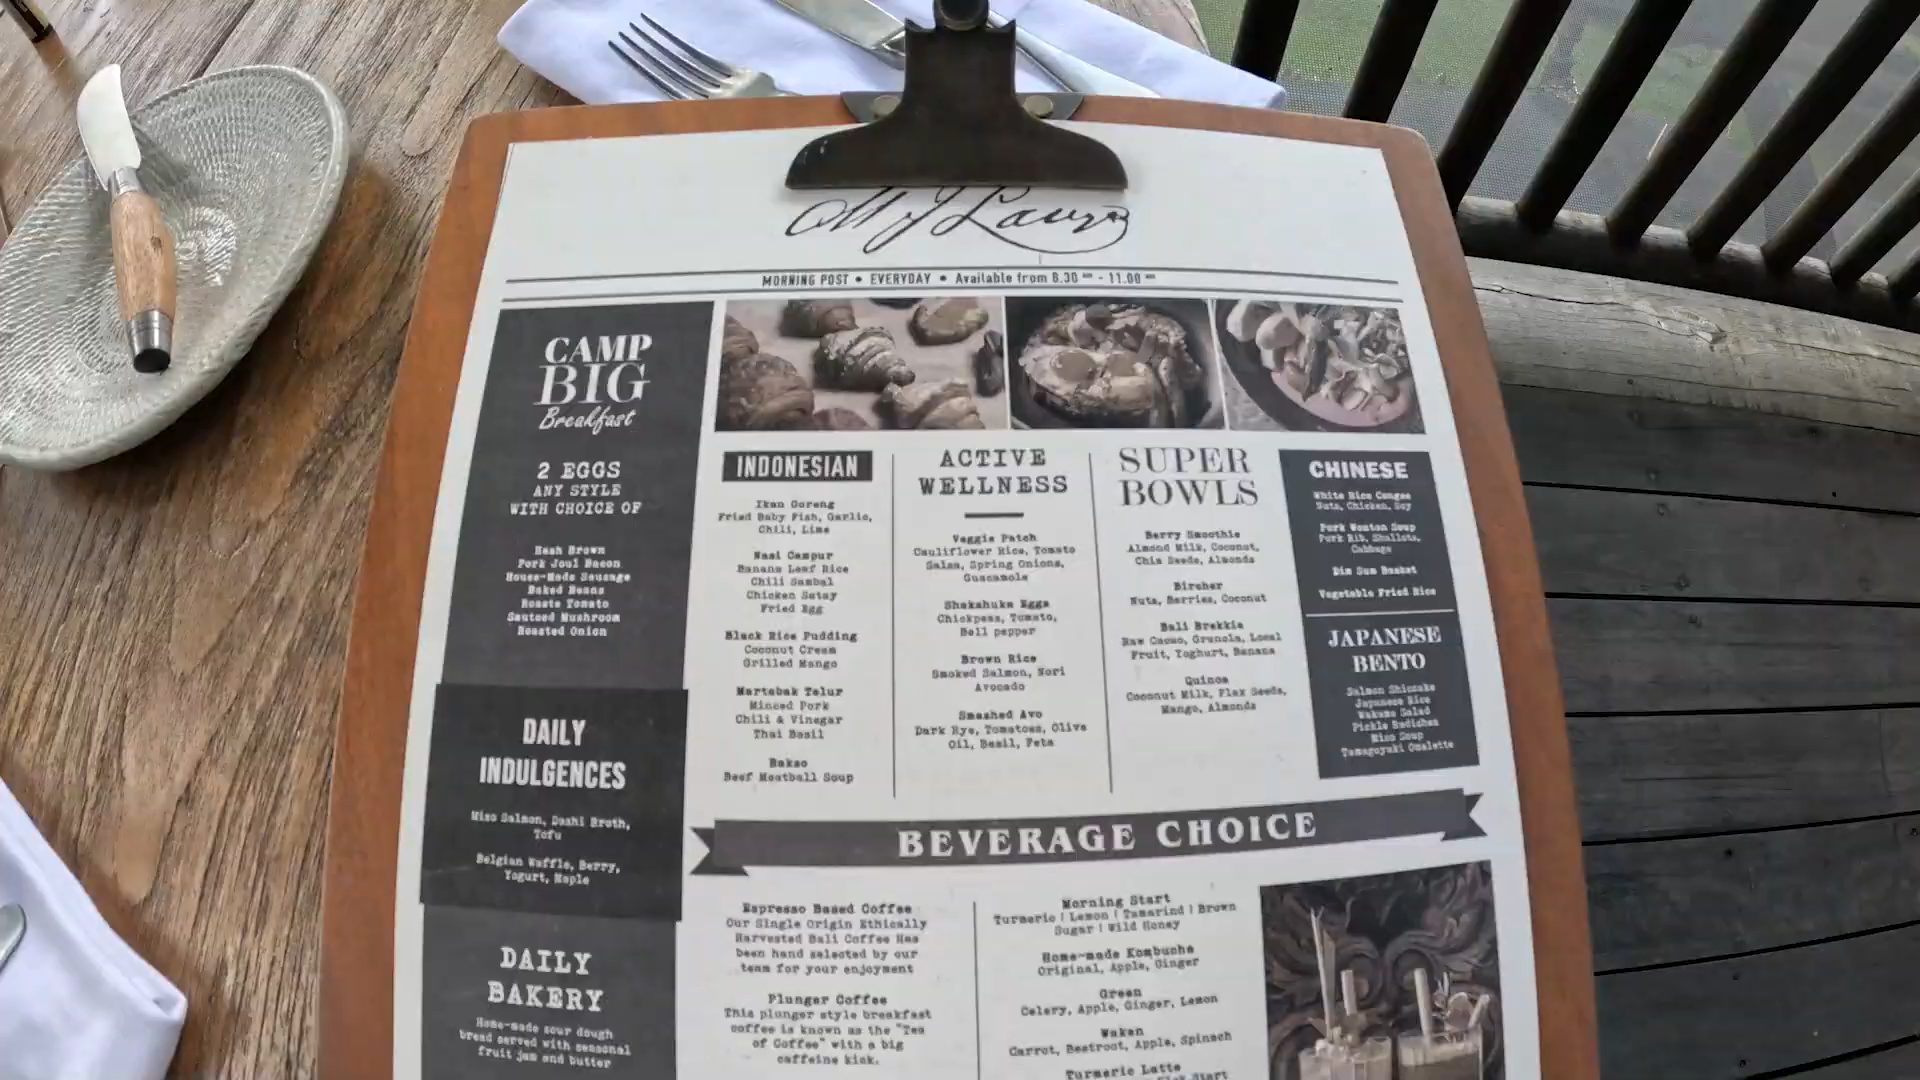 MORNING POST • EVERYDAY • Available from 6.30 AM - 11.00 AM
CAMP
BIG
Breakfast
2 EGGS
ANY STYLE
WITH CHOICE OF
Hash Brown
Pork Joul Bacon
House-Made Sausage
Baked Beans
Roasts Tomato
Sauteed Mushroom
Roasted Onion
DAILY
INDULGENCES
Miso Salmon, Dashi Broth,
Tofu
Belgian Waffle, Berry,
Yogurt, Maple
DAILY
BAKERY
Home-made sour dough
bread served with seasonal
fruit jam and butter
INDONESIAN
Ikan Goreng
Fried Baby Fish, Garlic,
Chili, Lime
Nasi Campur
Banana Leaf Rice
Chili Sambal
Chicken Satay
Fried Egg
Black Rice Pudding
Coconut Cream
Grilled Mango
Martabak Telur
Minced Pork
Chili & Vinegar
Thai Basil
Bakso
Beef Meatball Soup
ACTIVE
WELLNESS
Veggie Patch
Cauliflower Rice, Tomato
Salsa, Spring Onions,
Guacamole
Shakshuka Eggs
Chickpeas, Tomato,
Bell pepper
Brown Rice
Smoked Salmon, Nori
Avocado
Smashed Avo
Dark Rye, Tomatoes, Olive
Oil, Basil, Feta
SUPER
BOWLS
Berry Smoothie
Almond Milk, Coconut,
Chia Seeds, Almonds
Bircher
Nuts, Berries, Coconut
Bali Brekkie
Raw Cacao, Granola, Local
Fruit, Yoghurt, Banana
Quinoa
Coconut Milk, Flax Seeds,
Mango, Almonds
CHINESE
White Rice Congee
Nuts, Chicken, Soy
Pork Wonton Soup
Pork Rib, Shallots,
Cabbage
Dim Sum Basket
Vegetable Fried Rice
JAPANESE
BENTO
Salmon Shiozake
Japanese Rice
Wakame Salad
Pickle Radishes
Miso Soup
Tamagoyaki Omelette
BEVERAGE CHOICE
Espresso Based Coffee
Our Single Origin Ethically
Harvested Bali Coffee Has
been hand selected by our
team for your enjoyment
Plunger Coffee
This plunger style breakfast
coffee is known as the "Tea
of Coffee" with a big
caffeine kick.
Morning Start
Turmeric | Lemon | Tamarind | Brown
Sugar | Wild Honey
Home-made Kombucha
Original, Apple, Ginger
Green
Celery, Apple, Ginger, Lemon
Waken
Carrot, Beetroot, Apple, Spinach
Turmeric Latte
Start